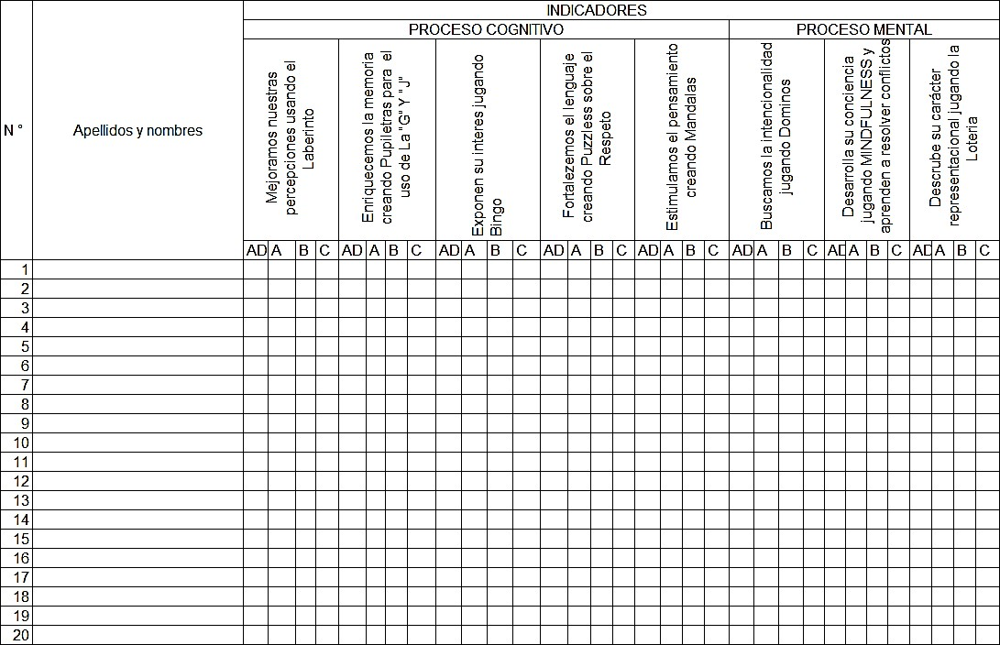 INDICADORES
PROCESO COGNITIVO
PROCESO MENTAL
N °
Apellidos y nombres
Mejoramos nuestras
percepciones usando el
Laberinto
Enriquecemos la memoria
creando Pupiletras para el
uso de La "G" Y "J"
Exponen su interes jugando
Bingo
Fortalezemos el lenguaje
creando Puzzless sobre el
Respeto
Estimulamos el pensamiento
creando Mandalas
Buscamos la intencionalidad
jugando Dominos
Desarrolla su conciencia
jugando MINDFULNESS y
aprenden a resolver conflictos
Descrube su carácter
representacional jugando la
Loteria
AD A B C AD A B C AD A B C AD A B C AD A B C AD A B C AD A B C AD A B C
1
2
3
4
5
6
7
8
9
10
11
12
13
14
15
16
17
18
19
20